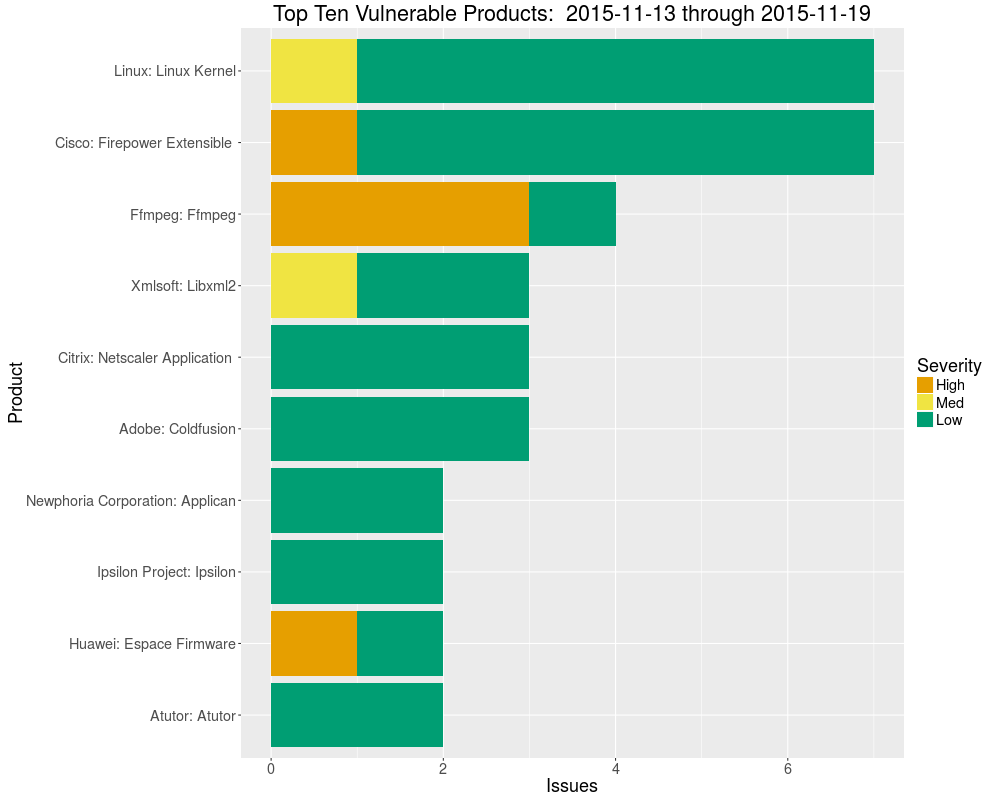 Top Ten Vulnerable Products:  2015-11-13 through 2015-11-19
Product
Linux: Linux Kernel
Cisco: Firepower Extensible
Ffmpeg: Ffmpeg
Xmlsoft: Libxml2
Citrix: Netscaler Application
Adobe: Coldfusion
Newphoria Corporation: Applican
Ipsilon Project: Ipsilon
Huawei: Espace Firmware
Atutor: Atutor
0 2 4 6
Issues
Severity
High
Med
Low